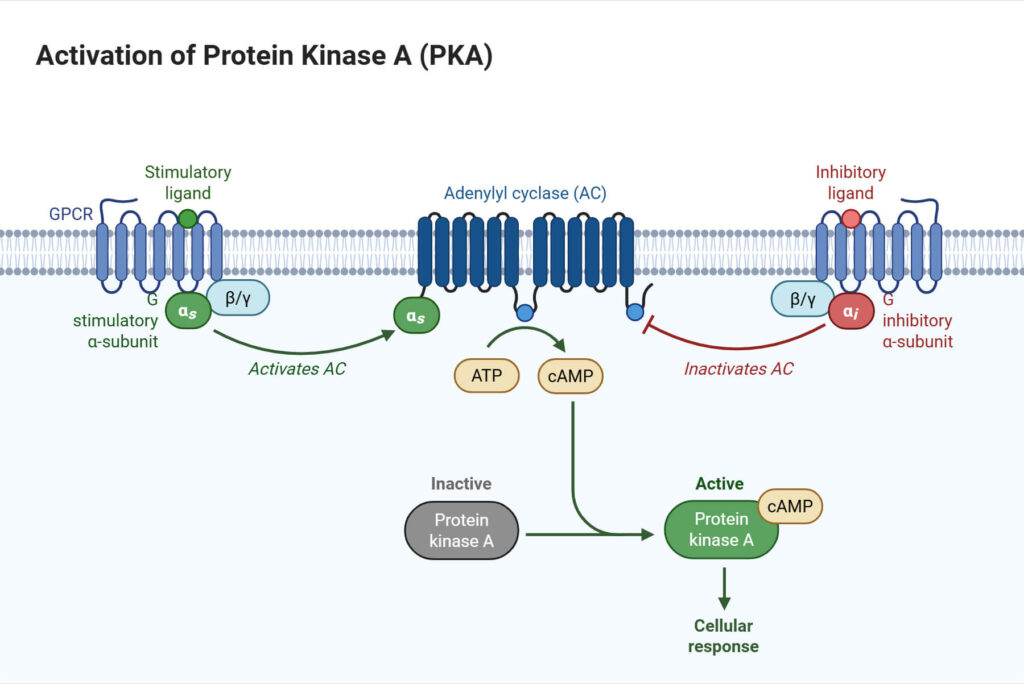 Activation of Protein Kinase A (PKA)
Stimulatory
ligand
GPCR
G
stimulatory
α-subunit
αs
β/γ
Activates AC
Adenylyl cyclase (AC)
αs
ATP
cAMP
Inhibitory
ligand
β/γ
αi
G
inhibitory
α-subunit
Inactivates AC
Inactive
Protein
kinase A
Active
Protein
kinase A
cAMP
Cellular
response